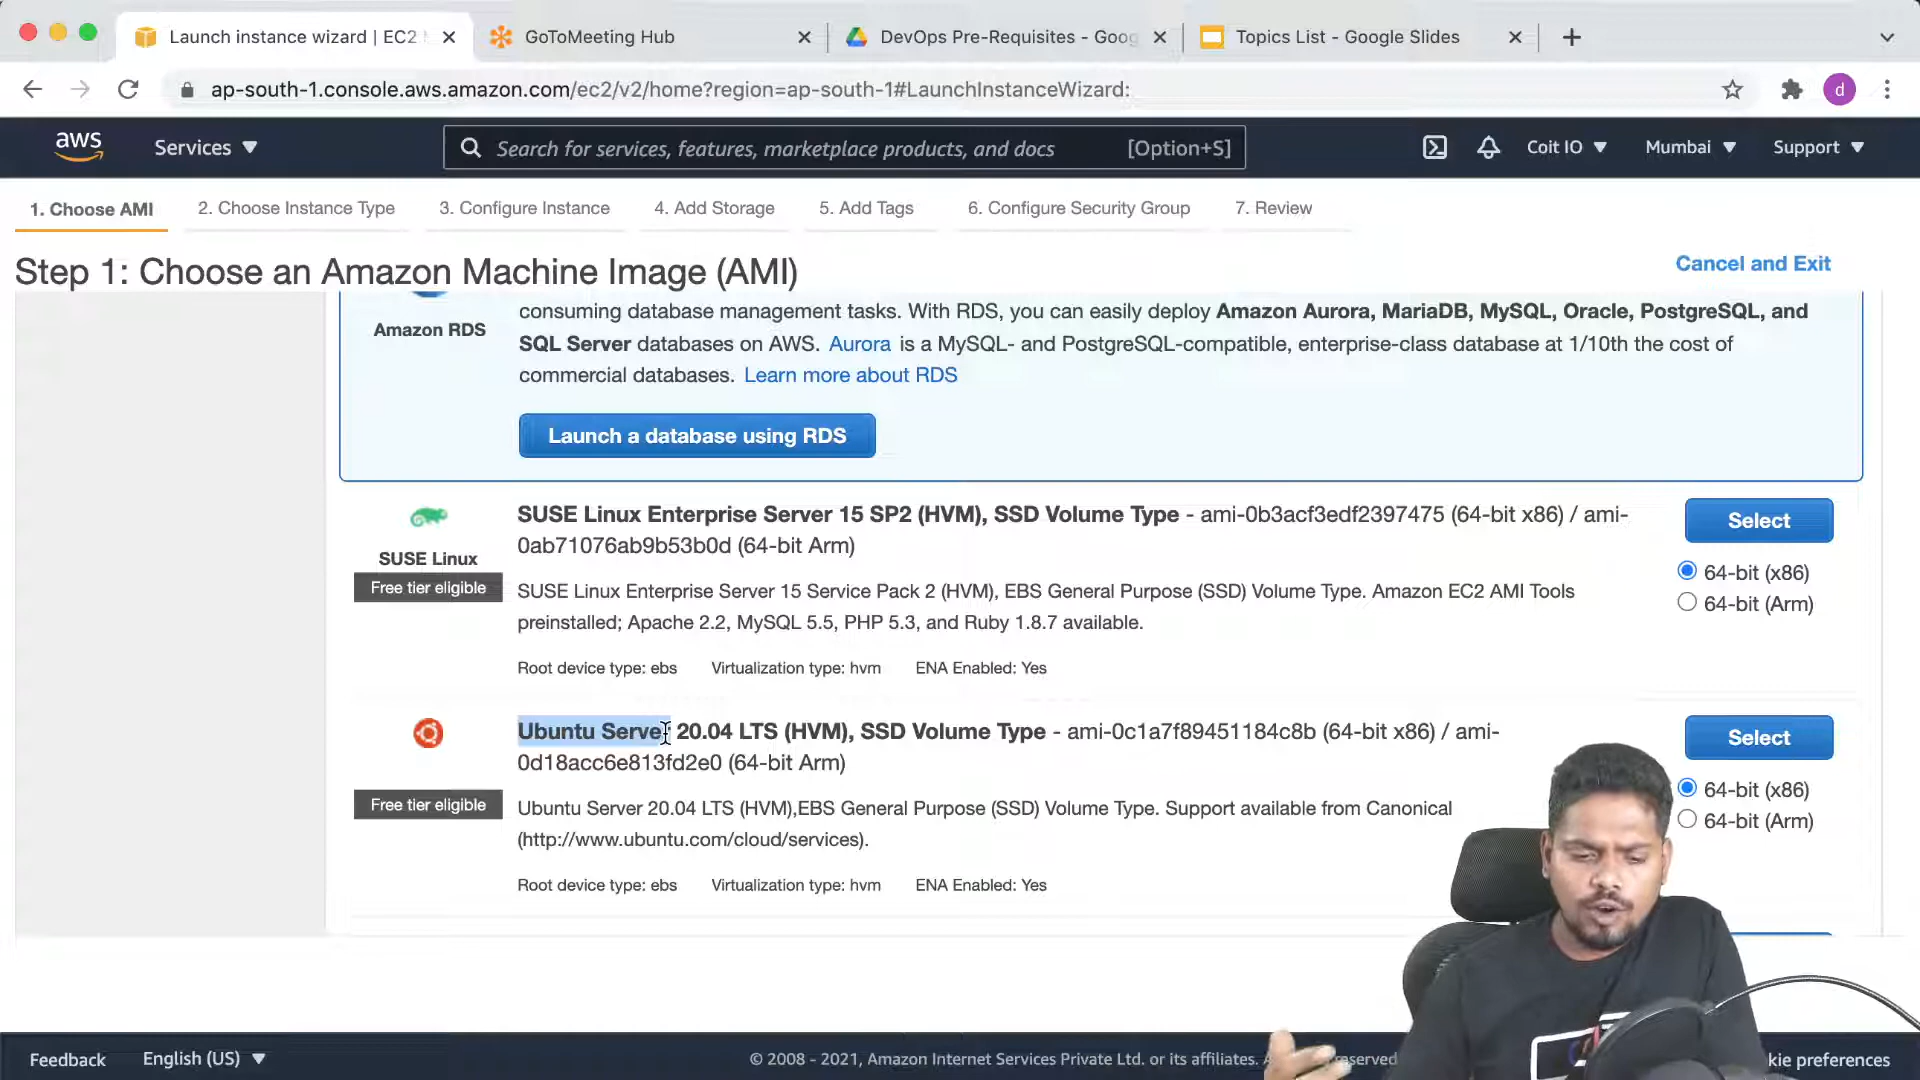 Launch instance wizard | EC2
GoToMeeting Hub
DevOps Pre-Requisites - Goog
Topics List - Google Slides
ap-south-1.console.aws.amazon.com/ec2/v2/home?region=ap-south-1#LaunchInstanceWizard:
d
aws
Services
Search for services, features, marketplace products, and docs
[Option+S]
Coit IO
Mumbai
Support
1. Choose AMI
2. Choose Instance Type
3. Configure Instance
4. Add Storage
5. Add Tags
6. Configure Security Group
7. Review
Step 1: Choose an Amazon Machine Image (AMI)
Cancel and Exit
Amazon RDS
consuming database management tasks. With RDS, you can easily deploy Amazon Aurora, MariaDB, MySQL, Oracle, PostgreSQL, and
SQL Server databases on AWS. Aurora is a MySQL- and PostgreSQL-compatible, enterprise-class database at 1/10th the cost of
commercial databases. Learn more about RDS
Launch a database using RDS
SUSE Linux
Free tier eligible
SUSE Linux Enterprise Server 15 SP2 (HVM), SSD Volume Type - ami-0b3acf3edf2397475 (64-bit x86) / ami-
0ab71076ab9b53b0d (64-bit Arm)
SUSE Linux Enterprise Server 15 Service Pack 2 (HVM), EBS General Purpose (SSD) Volume Type. Amazon EC2 AMI Tools
preinstalled; Apache 2.2, MySQL 5.5, PHP 5.3, and Ruby 1.8.7 available.
Root device type: ebs
Virtualization type: hvm
ENA Enabled: Yes
Select
64-bit (x86)
64-bit (Arm)
Free tier eligible
Ubuntu Server 20.04 LTS (HVM), SSD Volume Type - ami-0c1a7f89451184c8b (64-bit x86) / ami-
0d18acc6e813fd2e0 (64-bit Arm)
Ubuntu Server 20.04 LTS (HVM),EBS General Purpose (SSD) Volume Type. Support available from Canonical
(http://www.ubuntu.com/cloud/services).
Root device type: ebs
Virtualization type: hvm
ENA Enabled: Yes
Select
64-bit (x86)
64-bit (Arm)
Feedback
English (US)
© 2008 - 2021, Amazon Internet Services Private Ltd. or its affiliates.
preferences